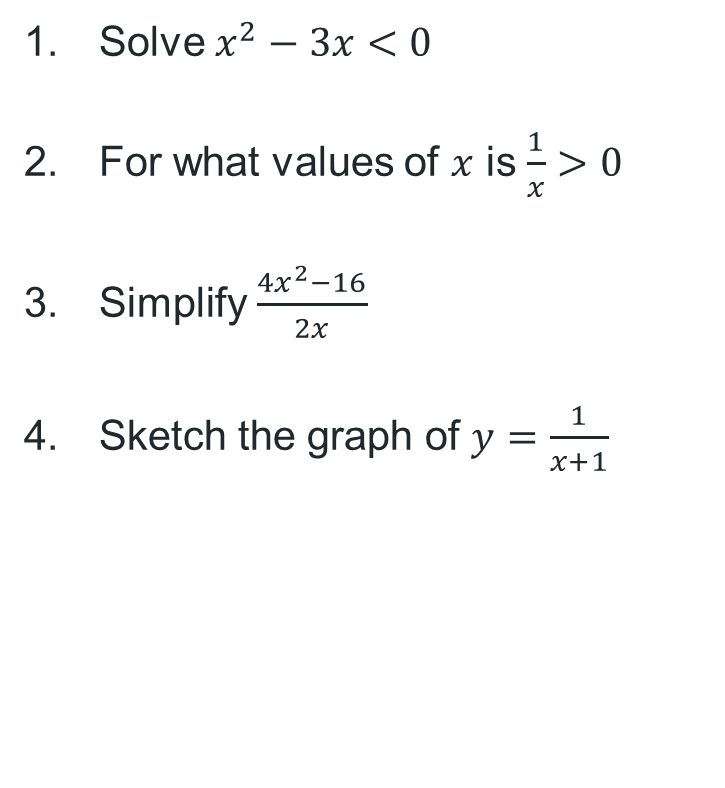 1. Solve x² − 3x < 0
2. For what values of x is 1/x > 0
3. Simplify (4x²−16)/(2x)
4. Sketch the graph of y = 1/(x+1)